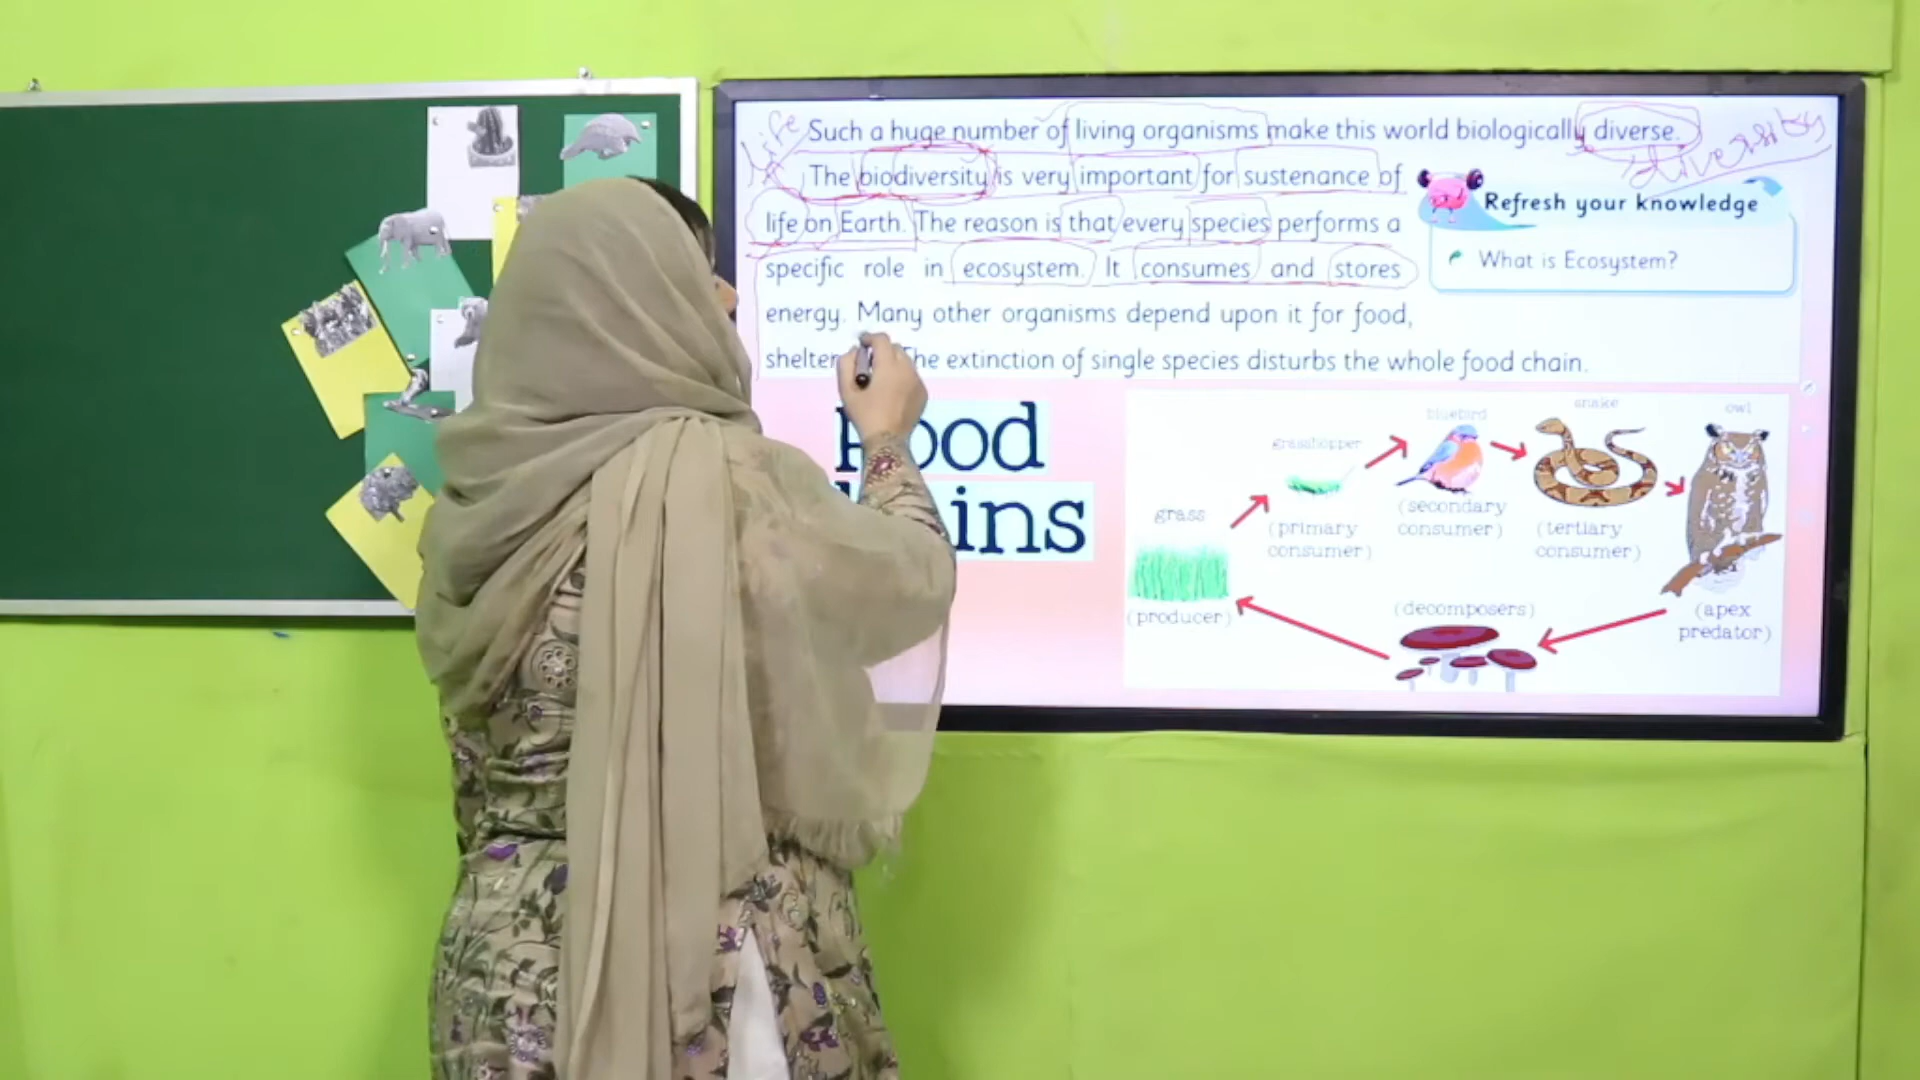 life Such a huge number of living organisms make this world biologically diverse. diversity
The biodiversity is very important for sustenance of
life on Earth. The reason is that every species performs a
specific role in ecosystem. It consumes and stores
energy. Many other organisms depend upon it for food,
shelter The extinction of single species disturbs the whole food chain.
Refresh your knowledge
What is Ecosystem?
Food
ins
grass
(producer)
grasshopper
(primary
consumer)
bluebird
(secondary
consumer)
snake
(tertiary
consumer)
owl
(apex
predator)
(decomposers)